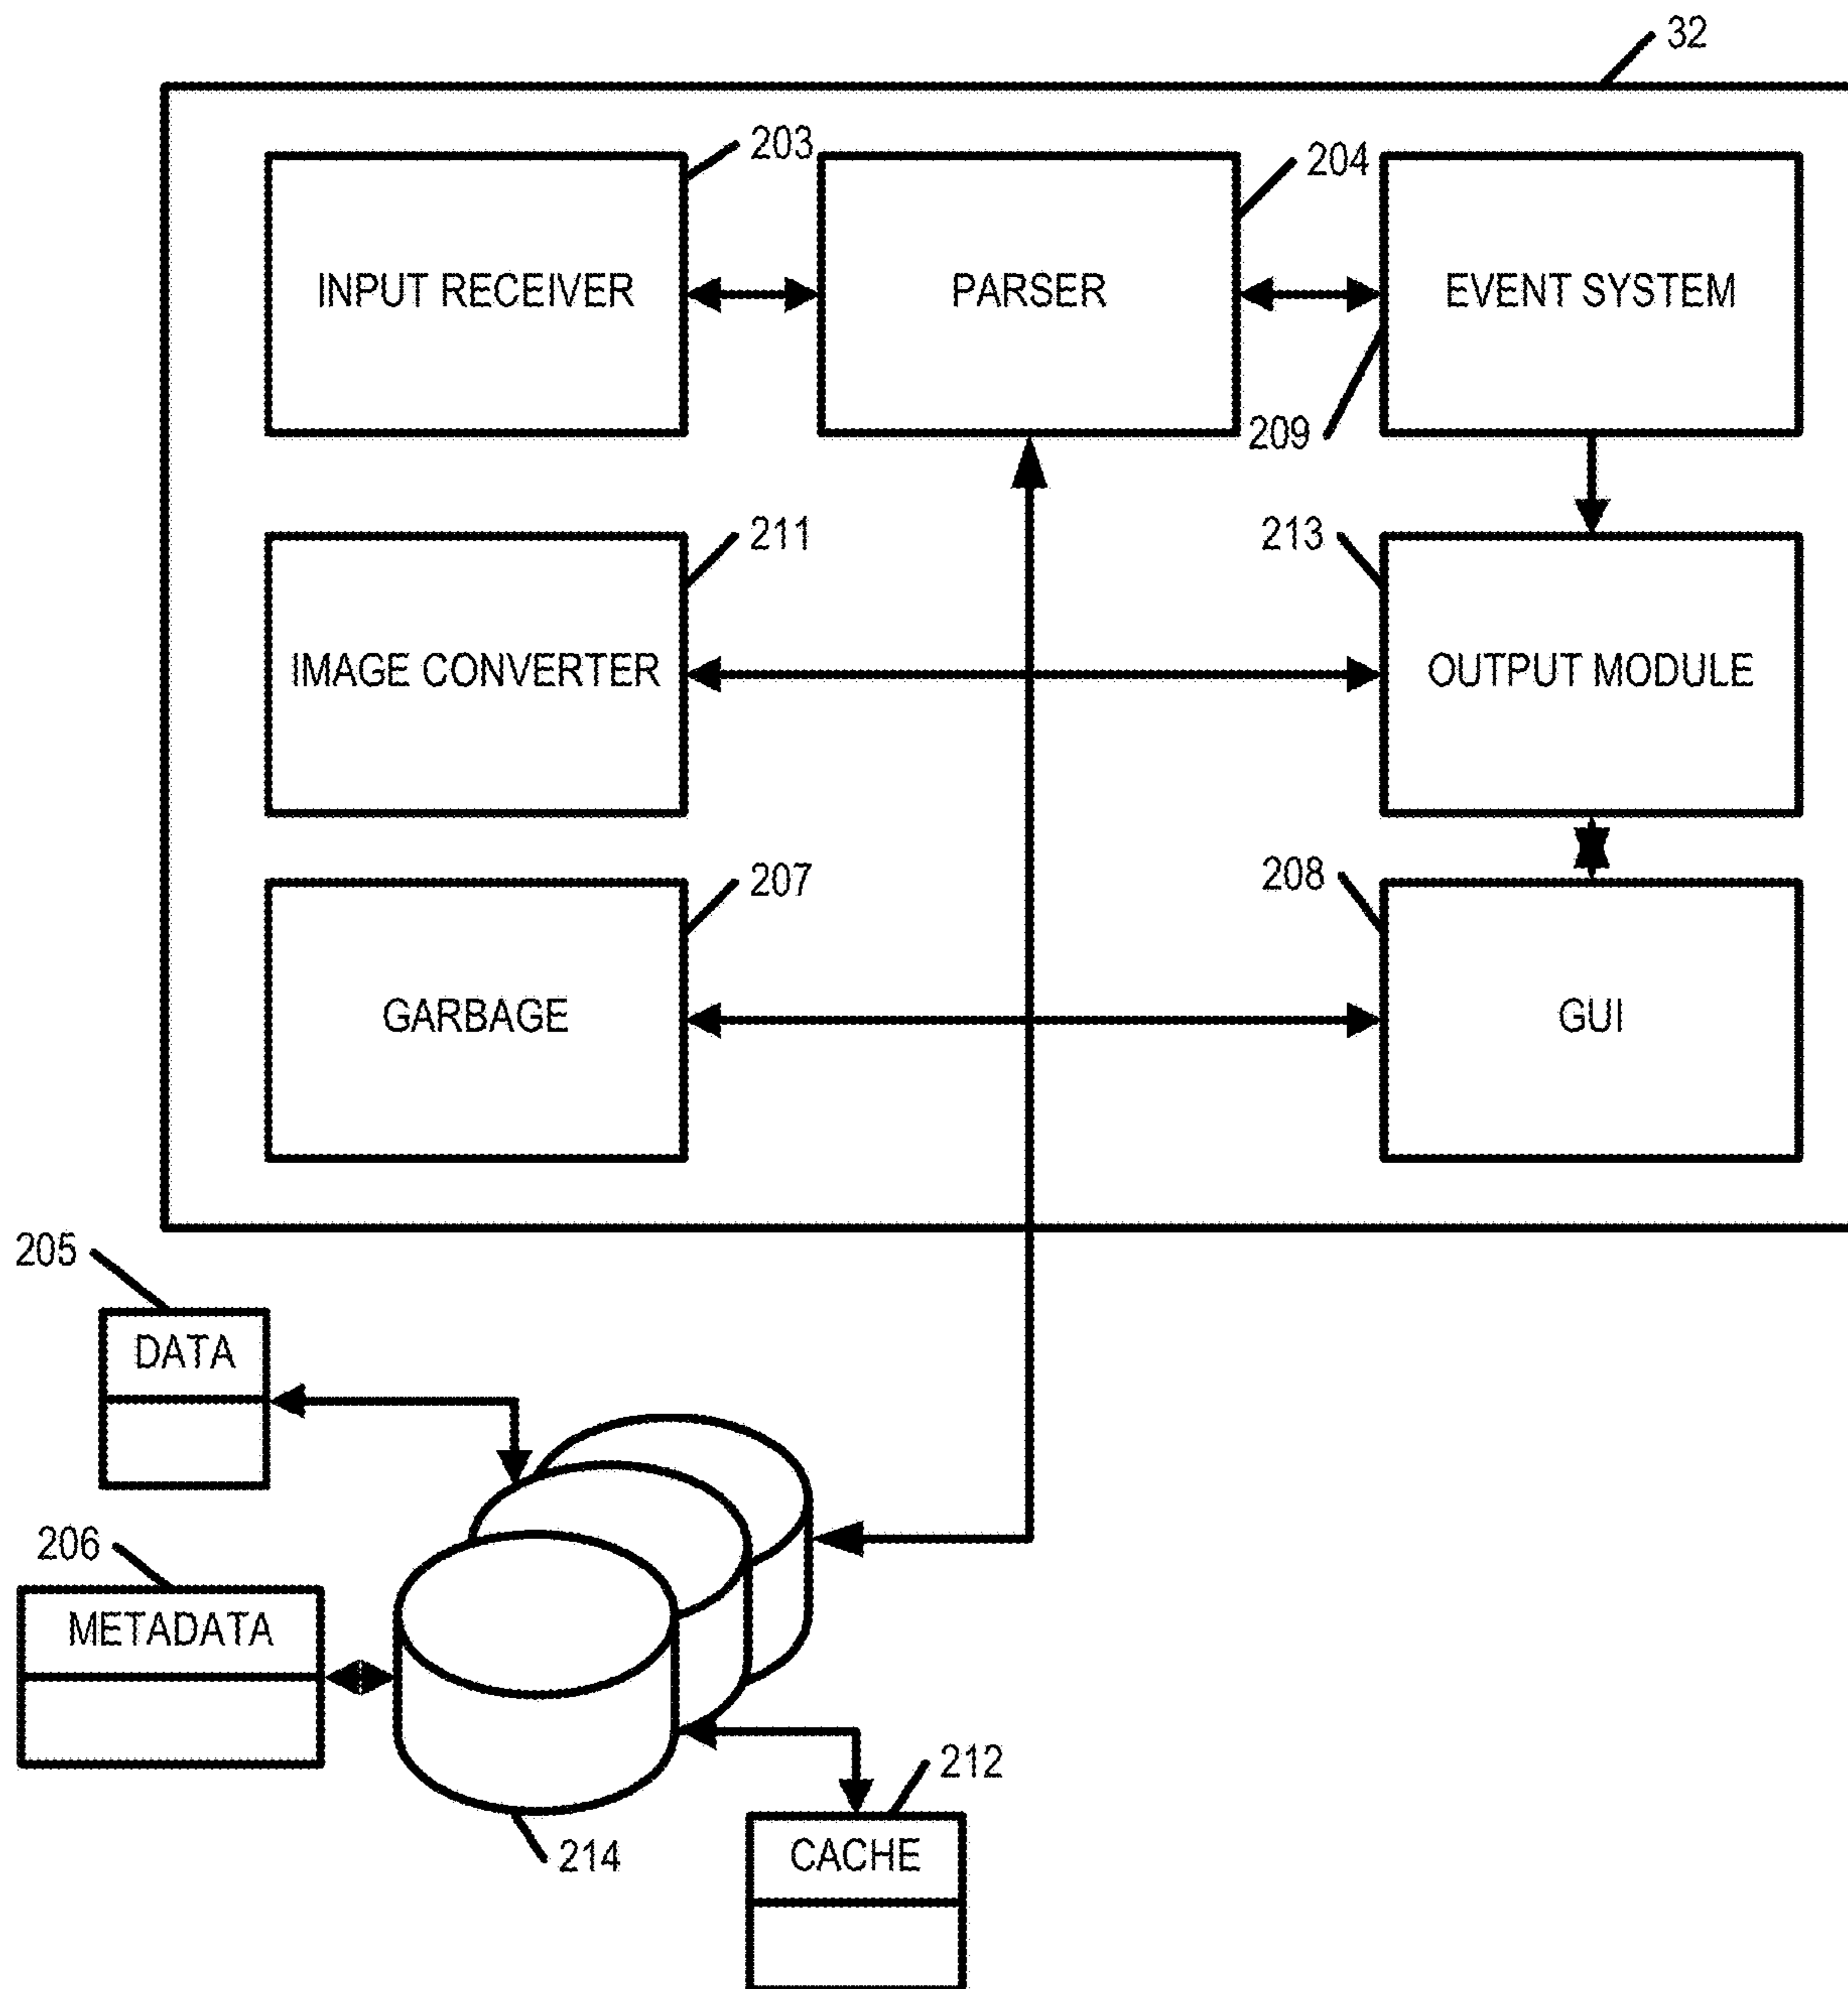 32
203
204
INPUT RECEIVER
PARSER
EVENT SYSTEM
209
211
213
IMAGE CONVERTER
OUTPUT MODULE
207
208
GARBAGE
GUI
205
DATA
206
METADATA
212
214
CACHE